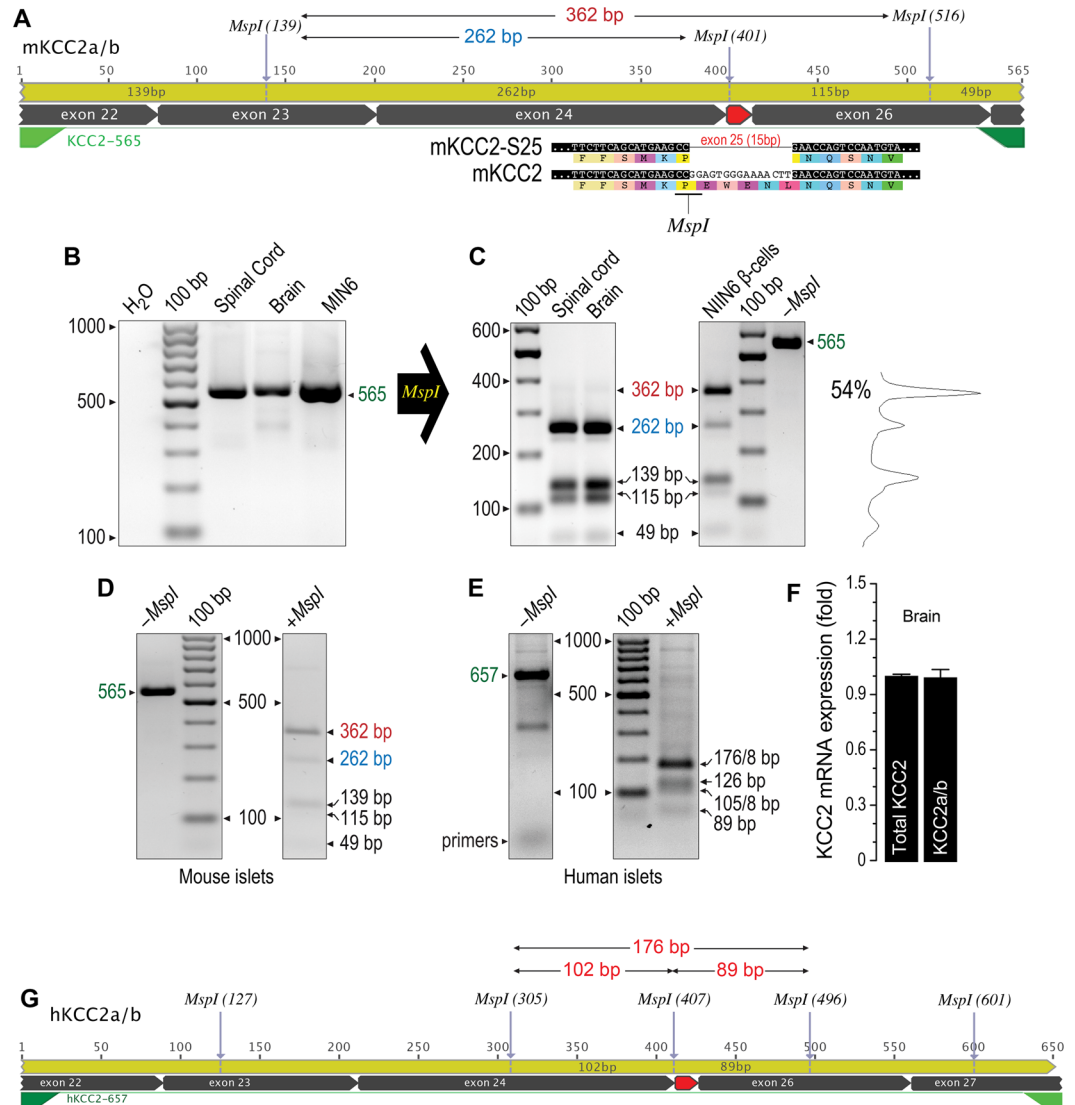 A
362 bp
MspI (516)
MspI (139)
262 bp
MspI (401)
mKCC2a/b
1 50 100 150 200 250 300 350 400 450 500 565
139bp 262bp 115bp 49bp
exon 22 exon 23 exon 24 exon 26
KCC2-565
mKCC2-S25 ...TTCTTCAGCATGAAGCC exon 25 (15bp) GAACCAGTCCAATGTA...
F F S M K P N Q S N V
mKCC2 ...TTCTTCAGCATGAAGCCGGAGTGGGAAAACTTGAACCAGTCCAATGTA...
F F S M K P E W E N L N Q S N V
MspI
B
H2O 100 bp Spinal Cord Brain MIN6
1000
500
100
565
MspI
C
100 bp Spinal cord Brain
NIIN6 β-cells 100 bp –MspI
600
400
200
100
362 bp
262 bp
139 bp
115 bp
49 bp
565
54%
D
–MspI 100 bp +MspI
1000
565
500
362 bp
262 bp
139 bp
115 bp
100
49 bp
Mouse islets
E
–MspI 100 bp +MspI
1000
657
500
176/8 bp
126 bp
100
105/8 bp
89 bp
primers
Human islets
F
KCC2 mRNA expression (fold)
1.5
1.2
0.9
0.6
0.3
0
Brain
Total KCC2
KCC2a/b
176 bp
102 bp 89 bp
G
MspI (127) MspI (305) MspI (407) MspI (496) MspI (601)
hKCC2a/b
1 50 100 150 200 250 300 350 400 450 500 550 600 650
102bp 89bp
exon 22 exon 23 exon 24 exon 26 exon 27
hKCC2-657